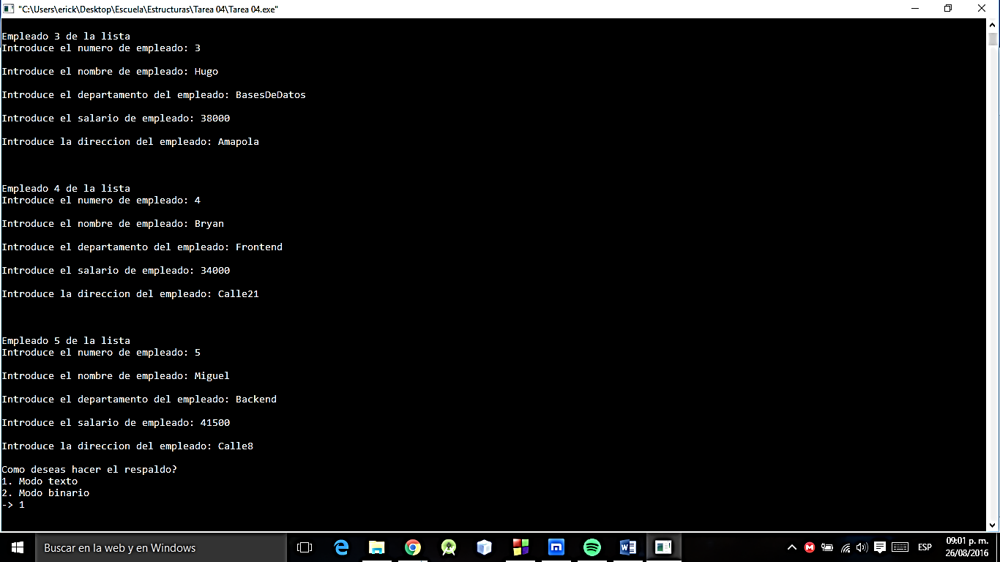 "C:\Users\erick\Desktop\Escuela\Estructuras\Tarea 04\Tarea 04.exe"
Empleado 3 de la lista
Introduce el numero de empleado: 3
Introduce el nombre de empleado: Hugo
Introduce el departamento del empleado: BasesDeDatos
Introduce el salario de empleado: 38000
Introduce la direccion del empleado: Amapola
Empleado 4 de la lista
Introduce el numero de empleado: 4
Introduce el nombre de empleado: Bryan
Introduce el departamento del empleado: Frontend
Introduce el salario de empleado: 34000
Introduce la direccion del empleado: Calle21
Empleado 5 de la lista
Introduce el numero de empleado: 5
Introduce el nombre de empleado: Miguel
Introduce el departamento del empleado: Backend
Introduce el salario de empleado: 41500
Introduce la direccion del empleado: Calle8
Como deseas hacer el respaldo?
1. Modo texto
2. Modo binario
-> 1
Buscar en la web y en Windows
ESP
09:01 p. m.
26/08/2016